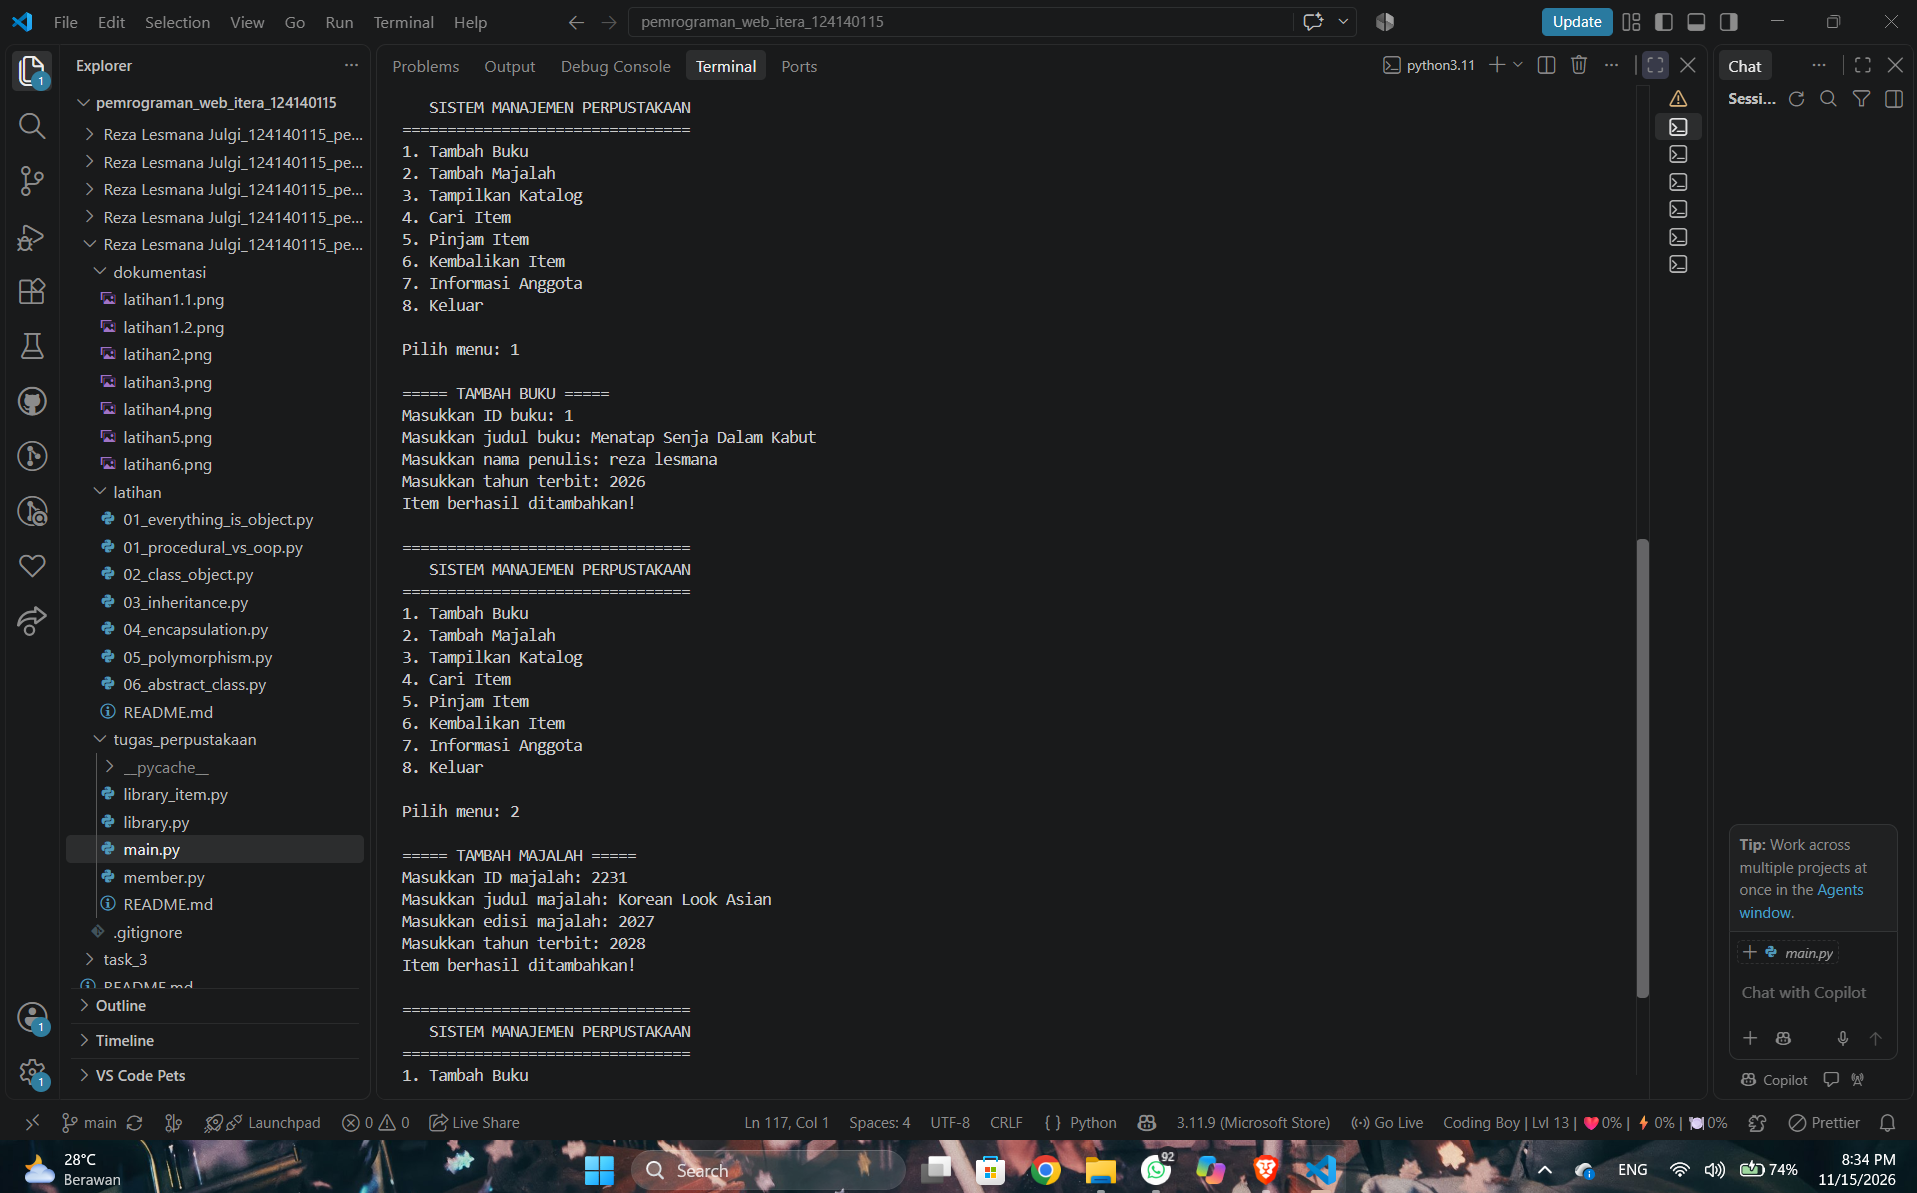 File Edit Selection View Go Run Terminal Help
pemrograman_web_itera_124140115
Update
Explorer
pemrograman_web_itera_124140115
Reza Lesmana Julgi_124140115_pe...
Reza Lesmana Julgi_124140115_pe...
Reza Lesmana Julgi_124140115_pe...
Reza Lesmana Julgi_124140115_pe...
Reza Lesmana Julgi_124140115_pe...
dokumentasi
latihan1.1.png
latihan1.2.png
latihan2.png
latihan3.png
latihan4.png
latihan5.png
latihan6.png
latihan
01_everything_is_object.py
01_procedural_vs_oop.py
02_class_object.py
03_inheritance.py
04_encapsulation.py
05_polymorphism.py
06_abstract_class.py
README.md
tugas_perpustakaan
__pycache__
library_item.py
library.py
main.py
member.py
README.md
.gitignore
task_3
README.md
Outline
Timeline
VS Code Pets
1
1
1
Problems Output Debug Console Terminal Ports
python3.11
SISTEM MANAJEMEN PERPUSTAKAAN
================================
1. Tambah Buku
2. Tambah Majalah
3. Tampilkan Katalog
4. Cari Item
5. Pinjam Item
6. Kembalikan Item
7. Informasi Anggota
8. Keluar
Pilih menu: 1
===== TAMBAH BUKU =====
Masukkan ID buku: 1
Masukkan judul buku: Menatap Senja Dalam Kabut
Masukkan nama penulis: reza lesmana
Masukkan tahun terbit: 2026
Item berhasil ditambahkan!
================================
SISTEM MANAJEMEN PERPUSTAKAAN
================================
1. Tambah Buku
2. Tambah Majalah
3. Tampilkan Katalog
4. Cari Item
5. Pinjam Item
6. Kembalikan Item
7. Informasi Anggota
8. Keluar
Pilih menu: 2
===== TAMBAH MAJALAH =====
Masukkan ID majalah: 2231
Masukkan judul majalah: Korean Look Asian
Masukkan edisi majalah: 2027
Masukkan tahun terbit: 2028
Item berhasil ditambahkan!
================================
SISTEM MANAJEMEN PERPUSTAKAAN
================================
1. Tambah Buku
Chat
Sessi...
Tip: Work across
multiple projects at
once in the Agents
window.
main.py
Chat with Copilot
Copilot
main Launchpad 0 0 Live Share Ln 117, Col 1 Spaces: 4 UTF-8 CRLF { } Python 3.11.9 (Microsoft Store) Go Live Coding Boy | Lvl 13 | 0% | 0% | 0% Prettier
28°C
Berawan
Search
92
ENG
74%
8:34 PM
11/15/2026